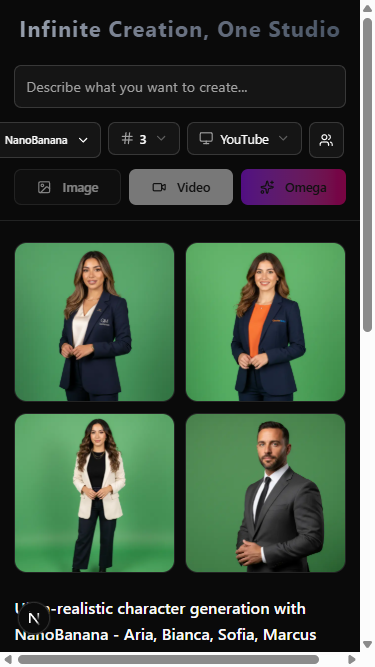 Infinite Creation, One Studio
Describe what you want to create...
NanoBanana
# 3
YouTube
Image
Video
Omega
N
-realistic character generation with
NanoBanana - Aria, Bianca, Sofia, Marcus